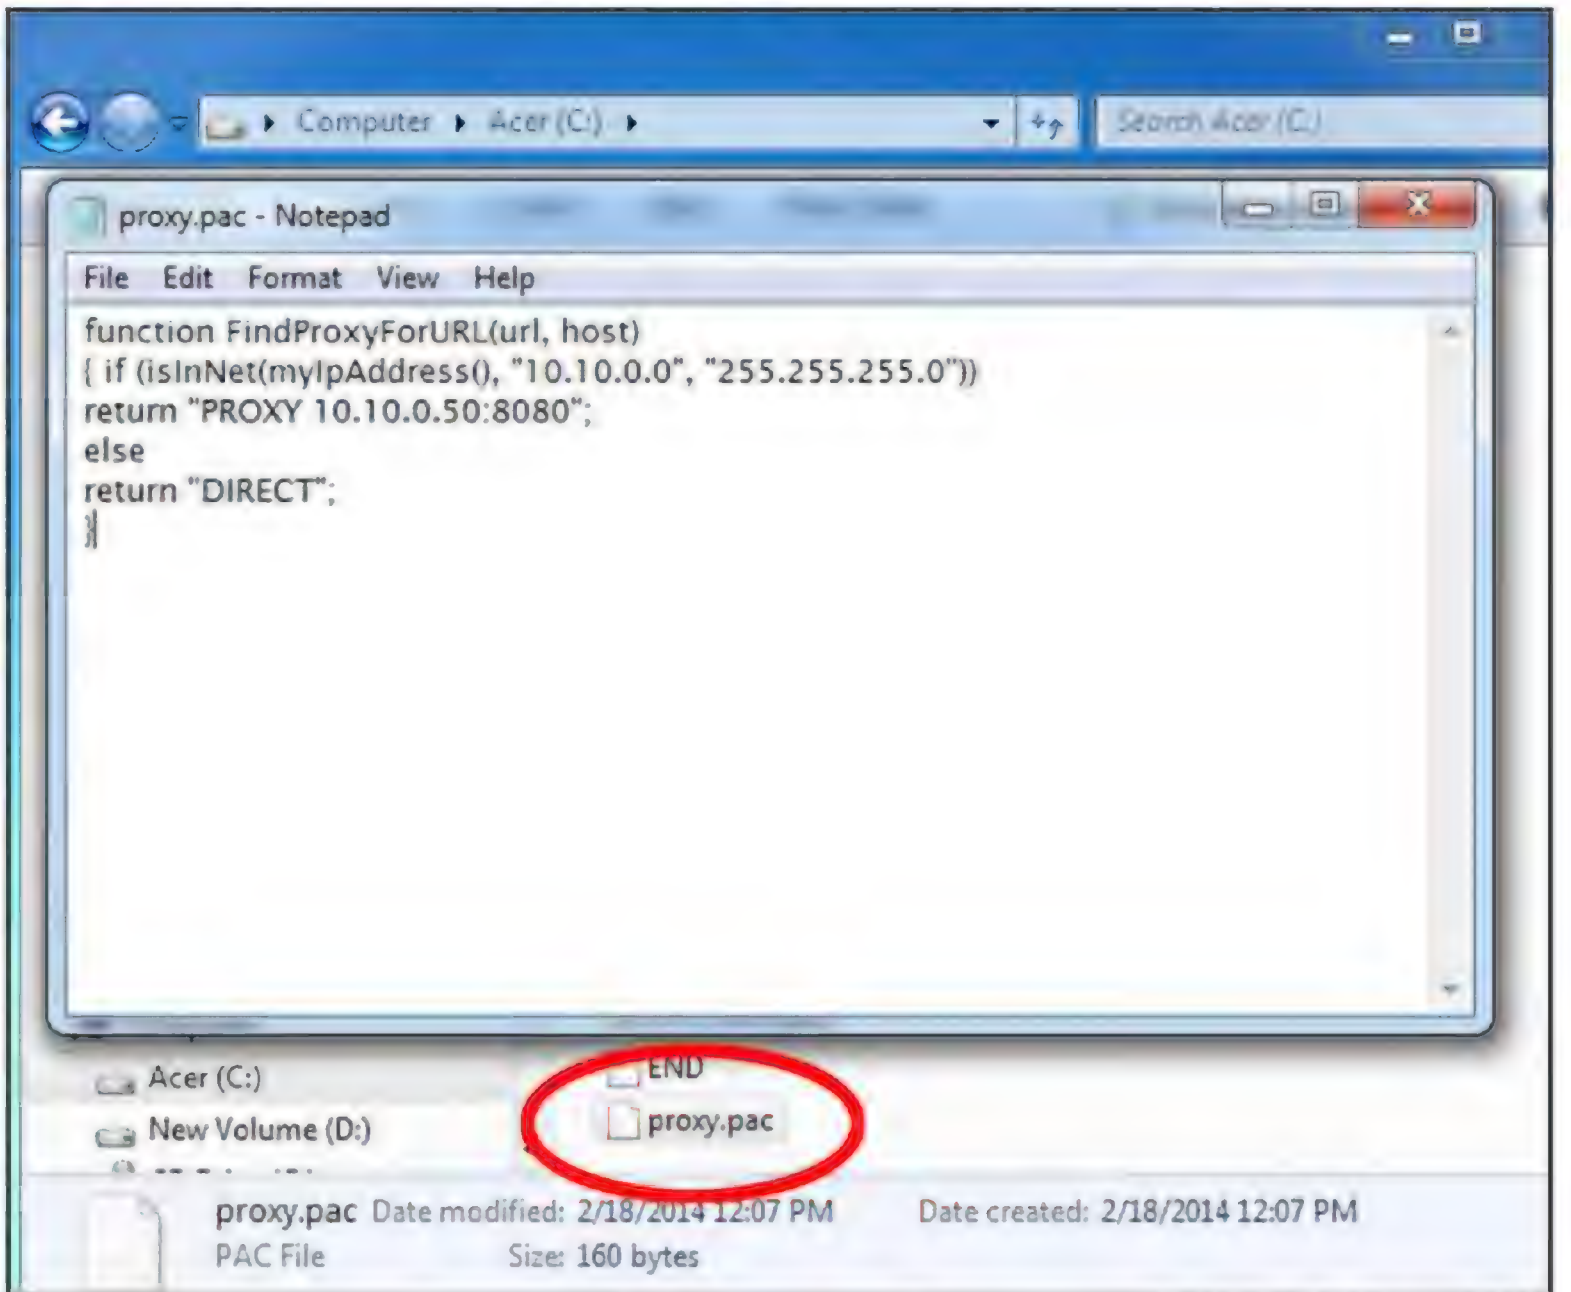 Computer Acer (C:) Search Acer (C:)
proxy.pac - Notepad
File Edit Format View Help
function FindProxyForURL(url, host)
{ if (isInNet(myIpAddress(), "10.10.0.0", "255.255.255.0"))
return "PROXY 10.10.0.50:8080";
else
return "DIRECT";
}
Acer (C:) END
New Volume (D:) proxy.pac
proxy.pac Date modified: 2/18/2014 12:07 PM Date created: 2/18/2014 12:07 PM
PAC File Size: 160 bytes